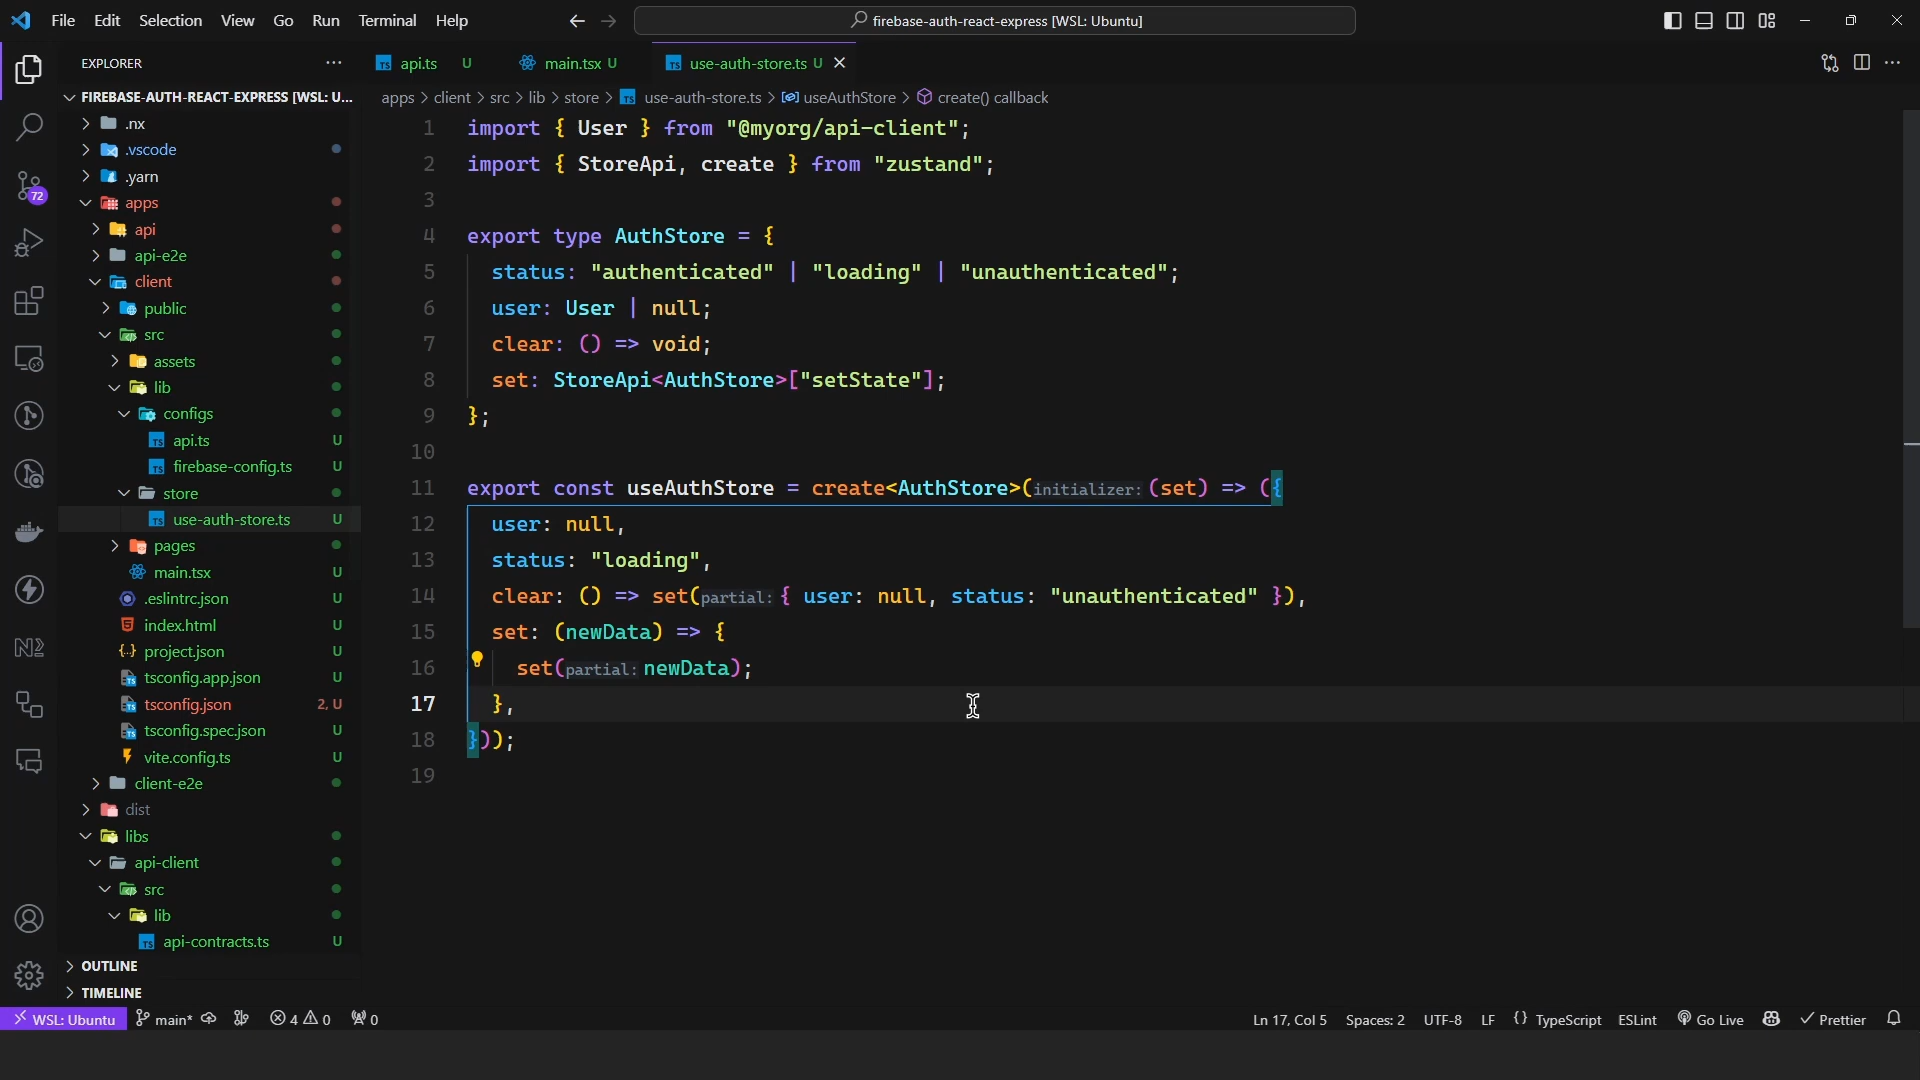 File Edit Selection View Go Run Terminal Help
firebase-auth-react-express [WSL: Ubuntu]
EXPLORER
FIREBASE-AUTH-REACT-EXPRESS [WSL: U...
.nx
.vscode
.yarn
apps
api
api-e2e
client
public
src
assets
lib
configs
api.ts U
firebase-config.ts U
store
use-auth-store.ts U
pages
main.tsx U
.eslintrc.json U
index.html U
project.json U
tsconfig.app.json U
tsconfig.json 2, U
tsconfig.spec.json U
vite.config.ts U
client-e2e
dist
libs
api-client
src
lib
api-contracts.ts U
OUTLINE
TIMELINE
72
api.ts U main.tsx U use-auth-store.ts U
apps > client > src > lib > store > TS use-auth-store.ts > useAuthStore > create() callback
1 import { User } from "@myorg/api-client";
2 import { StoreApi, create } from "zustand";
3
4 export type AuthStore = {
5 status: "authenticated" | "loading" | "unauthenticated";
6 user: User | null;
7 clear: () => void;
8 set: StoreApi<AuthStore>["setState"];
9 };
10
11 export const useAuthStore = create<AuthStore>(initializer: (set) => ({
12 user: null,
13 status: "loading",
14 clear: () => set(partial: { user: null, status: "unauthenticated" }),
15 set: (newData) => {
16 set(partial: newData);
17 },
18 }));
19
WSL: Ubuntu main* 4 0 0 Ln 17, Col 5 Spaces: 2 UTF-8 LF {} TypeScript ESLint Go Live Prettier